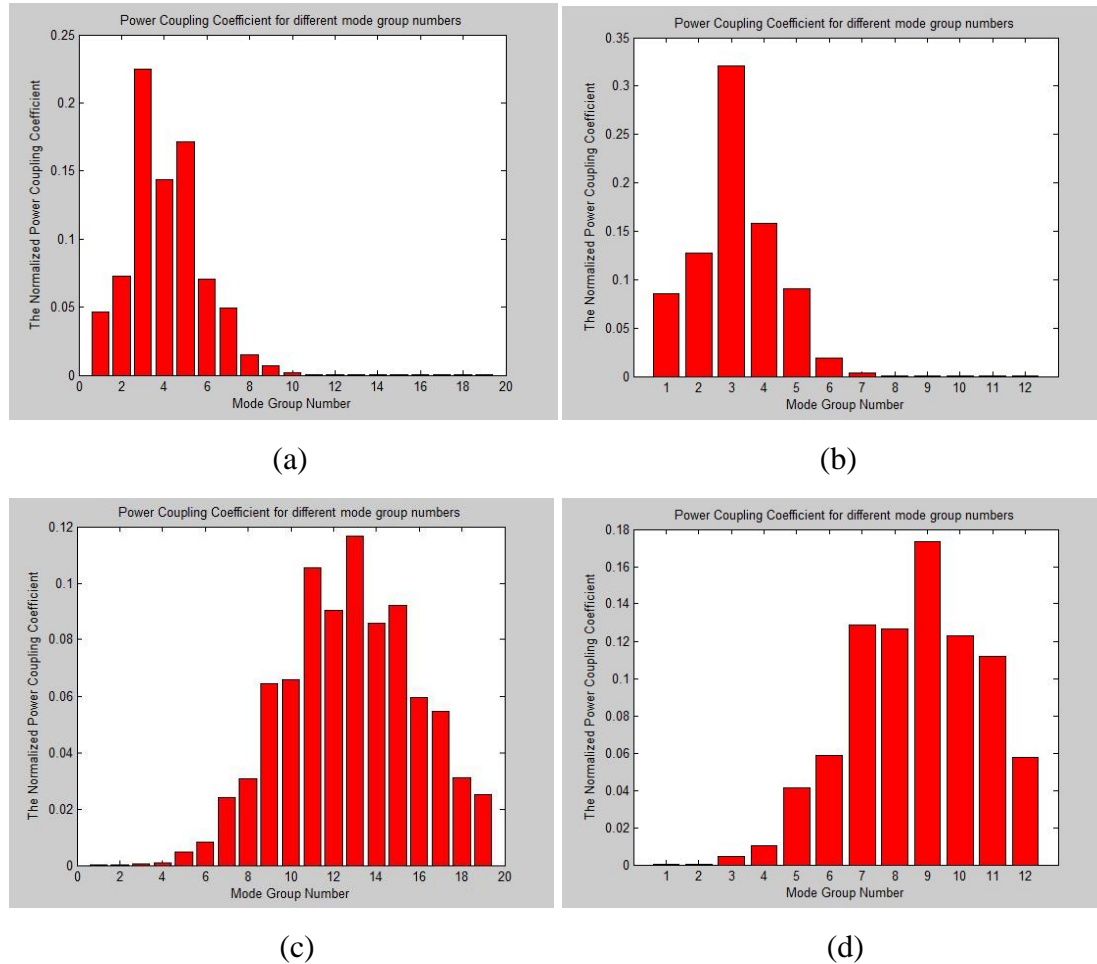 Power Coupling Coefficient for different mode group numbers
0.25
0.2
0.15
0.1
0.05
0
The Normalized Power Coupling Coefficient
0 2 4 6 8 10 12 14 16 18 20
Mode Group Number
(a)
Power Coupling Coefficient for different mode group numbers
0.35
0.3
0.25
0.2
0.15
0.1
0.05
0
The Normalized Power Coupling Coefficient
1 2 3 4 5 6 7 8 9 10 11 12
Mode Group Number
(b)
Power Coupling Coefficient for different mode group numbers
0.12
0.1
0.08
0.06
0.04
0.02
0
The Normalized Power Coupling Coefficient
0 2 4 6 8 10 12 14 16 18 20
Mode Group Number
(c)
Power Coupling Coefficient for different mode group numbers
0.18
0.16
0.14
0.12
0.1
0.08
0.06
0.04
0.02
0
The Normalized Power Coupling Coefficient
1 2 3 4 5 6 7 8 9 10 11 12
Mode Group Number
(d)